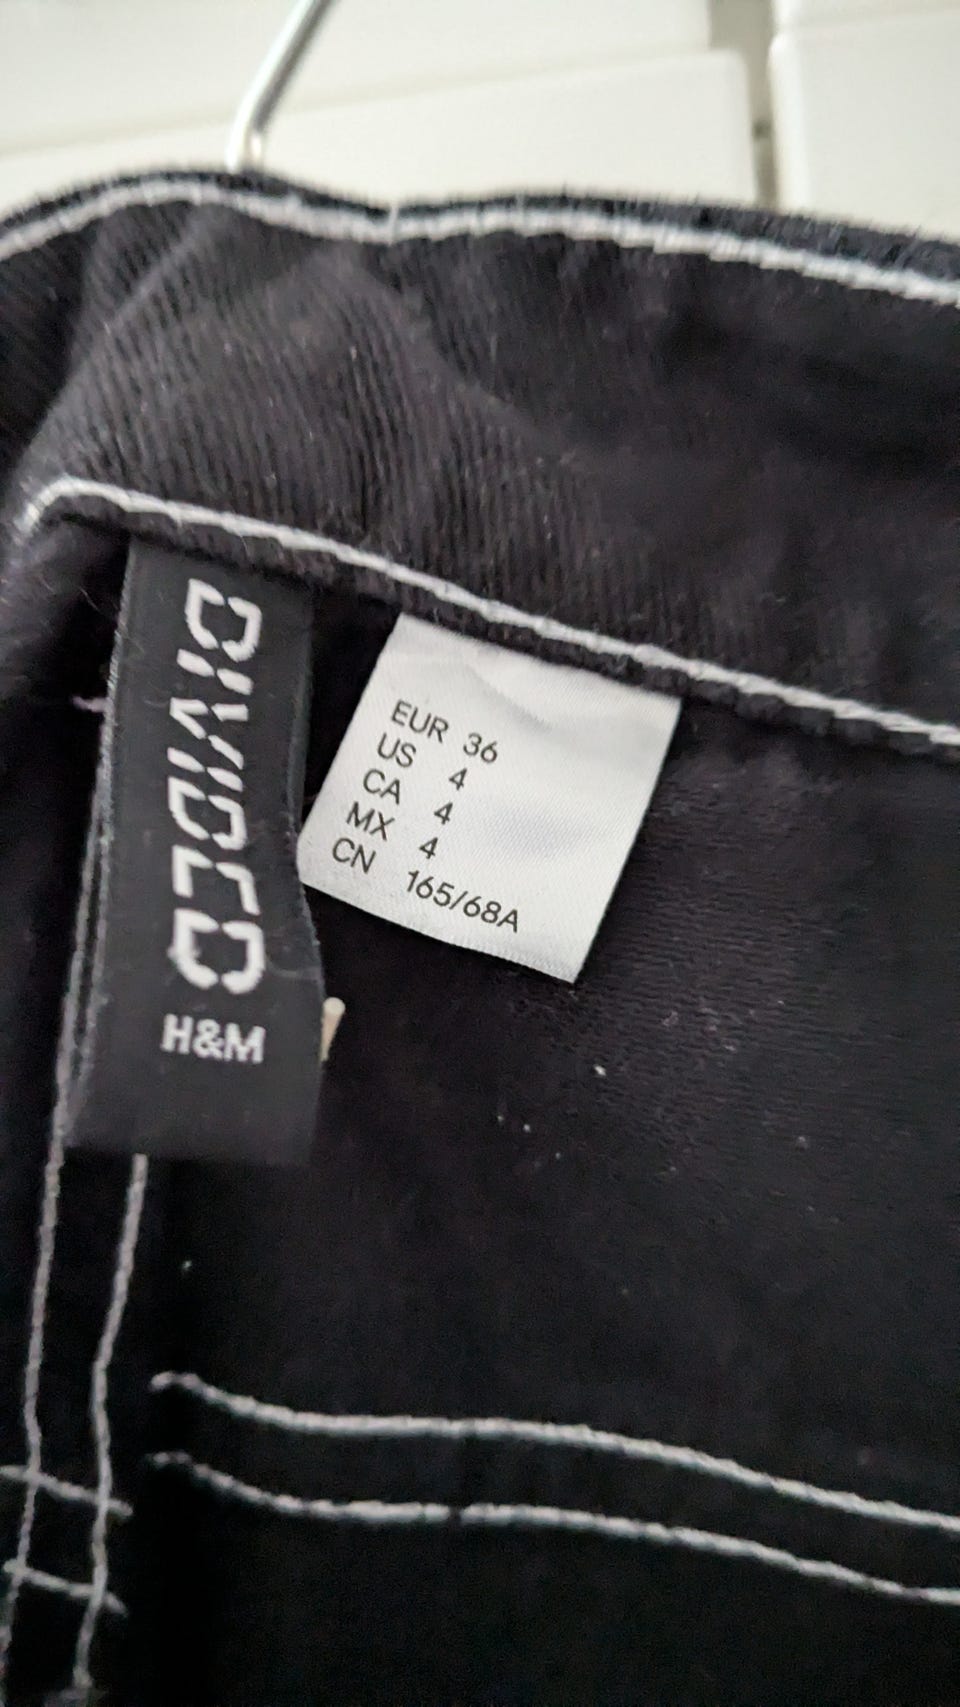 DIVIDED
H&M
EUR 36
US 4
CA 4
MX 4
CN 165/68A